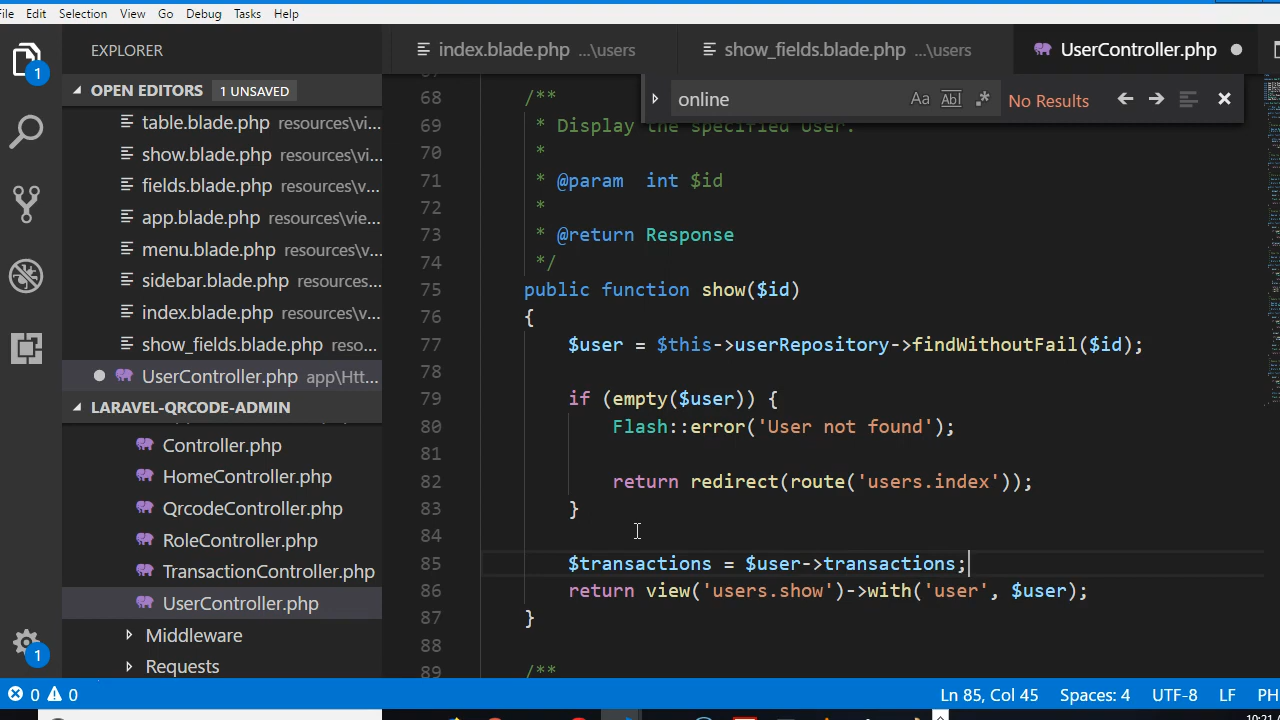 File Edit Selection View Go Debug Tasks Help
EXPLORER
index.blade.php ...\users
show_fields.blade.php ...\users
UserController.php
OPEN EDITORS 1 UNSAVED
table.blade.php resources\vi...
show.blade.php resources\vi...
fields.blade.php resources\v...
app.blade.php resources\vie...
menu.blade.php resources\v...
sidebar.blade.php resources...
index.blade.php resources\v...
show_fields.blade.php reso...
UserController.php app\Htt...
LARAVEL-QRCODE-ADMIN
Controller.php
HomeController.php
QrcodeController.php
RoleController.php
TransactionController.php
UserController.php
Middleware
Requests
1
1
online Aa Abl .* No Results
68 /**
69 * Display the specified User.
70 *
71 * @param int $id
72 *
73 * @return Response
74 */
75 public function show($id)
76 {
77 $user = $this->userRepository->findWithoutFail($id);
78
79 if (empty($user)) {
80 Flash::error('User not found');
81
82 return redirect(route('users.index'));
83 }
84
85 $transactions = $user->transactions;
86 return view('users.show')->with('user', $user);
87 }
88
89 /**
0 0 Ln 85, Col 45 Spaces: 4 UTF-8 LF PH